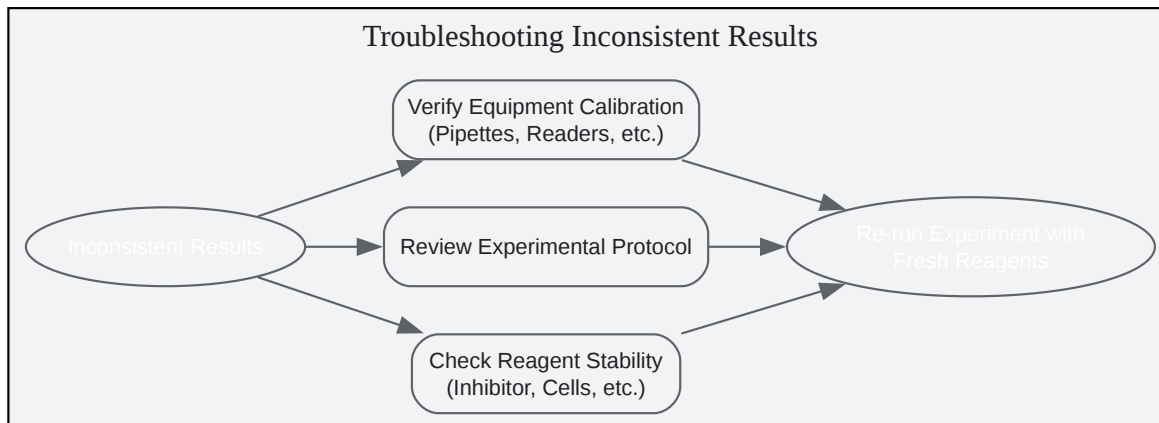 Troubleshooting Inconsistent Results
Verify Equipment Calibration
(Pipettes, Readers, etc.)
Inconsistent Results
Review Experimental Protocol
Re-run Experiment with
Fresh Reagents
Check Reagent Stability
(Inhibitor, Cells, etc.)